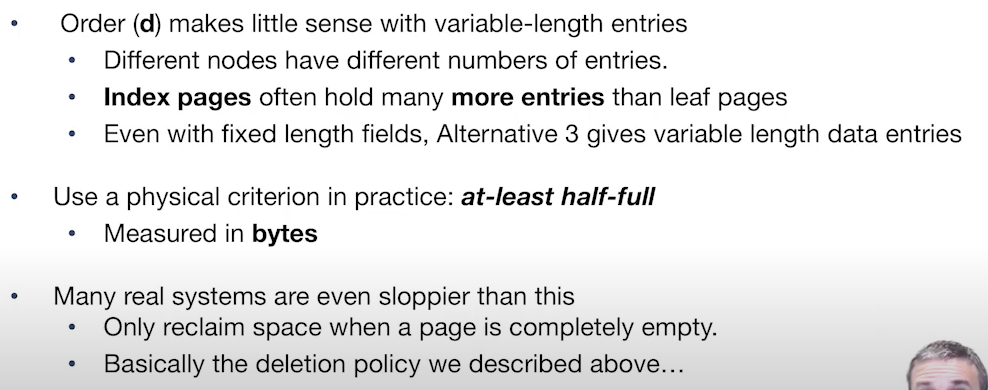 • Order (d) makes little sense with variable-length entries
• Different nodes have different numbers of entries.
• Index pages often hold many more entries than leaf pages
• Even with fixed length fields, Alternative 3 gives variable length data entries
• Use a physical criterion in practice: at-least half-full
• Measured in bytes
• Many real systems are even sloppier than this
• Only reclaim space when a page is completely empty.
• Basically the deletion policy we described above…